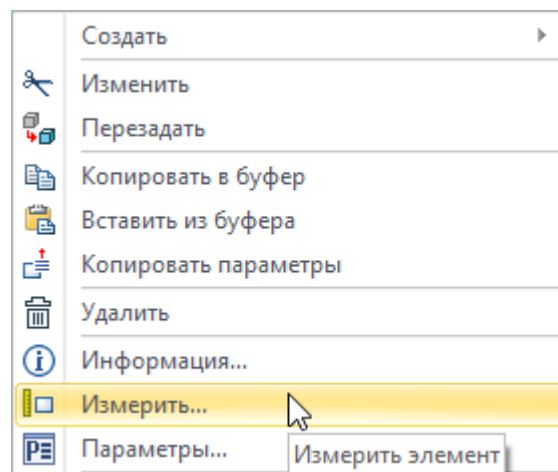 Создать
Изменить
Перезадать
Копировать в буфер
Вставить из буфера
Копировать параметры
Удалить
Информация...
Измерить...
Параметры...
Измерить элемент